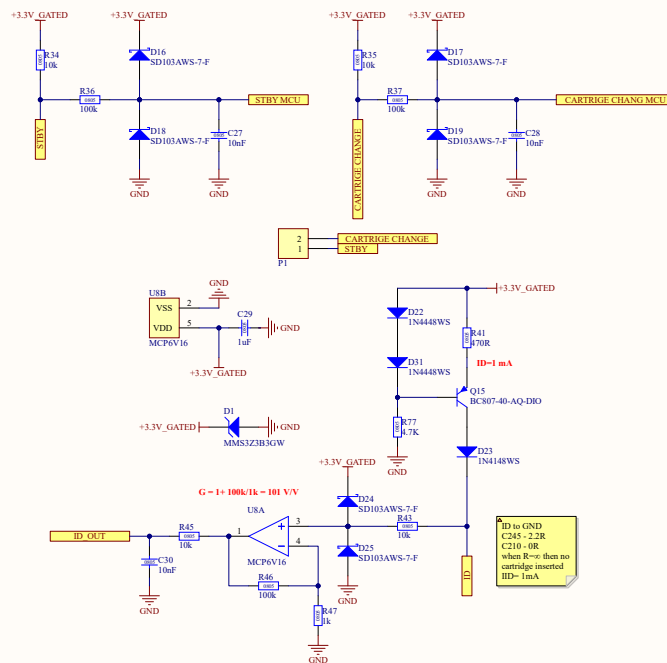 +3.3V_GATED
+3.3V_GATED
R34
10k
D16
SD103AWS-7-F
R36
100k
STBY MCU
STBY
D18
SD103AWS-7-F
C27
10nF
GND
GND
+3.3V_GATED
+3.3V_GATED
R35
10k
D17
SD103AWS-7-F
R37
100k
CARTRIGE CHANG MCU
CARTRIGE CHANGE
D19
SD103AWS-7-F
C28
10nF
GND
GND
2
1
P1
CARTRIGE CHANGE
STBY
U8B
VSS
2
VDD
5
MCP6V16
GND
C29
1uF
GND
+3.3V_GATED
D1
+3.3V_GATED
GND
MMS3Z3B3GW
+3.3V_GATED
D22
1N4448WS
R41
470R
D31
1N4448WS
ID=1 mA
Q15
BC807-40-AQ-DIO
R77
4.7K
GND
D23
1N4148WS
+3.3V_GATED
G = 1+ 100k/1k = 101 V/V
D24
SD103AWS-7-F
U8A
1
3
4
MCP6V16
R43
10k
D25
SD103AWS-7-F
GND
ID_OUT
R45
10k
C30
10nF
GND
R46
100k
R47
1k
GND
ID
ID to GND
C245 - 2.2R
C210 - 0R
when R=∞ then no
cartridge inserted
IID= 1mA